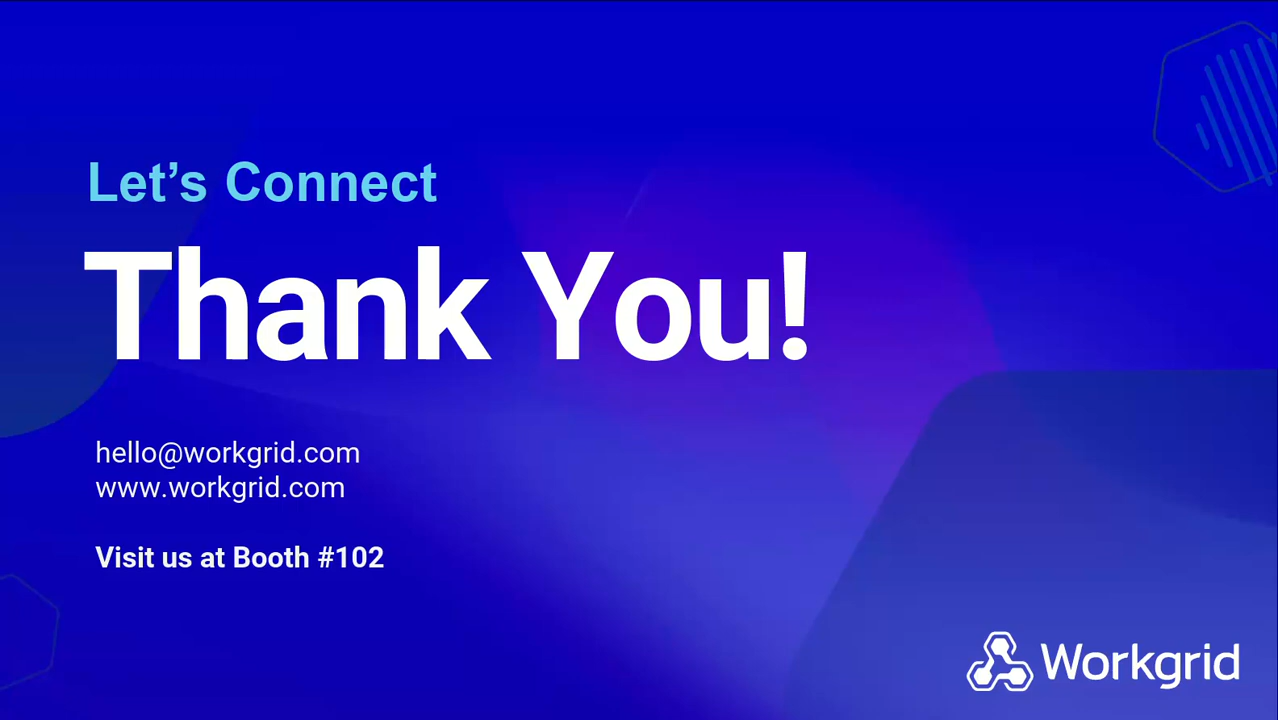 Let’s Connect
Thank You!
hello@workgrid.com
www.workgrid.com
Visit us at Booth #102
Workgrid